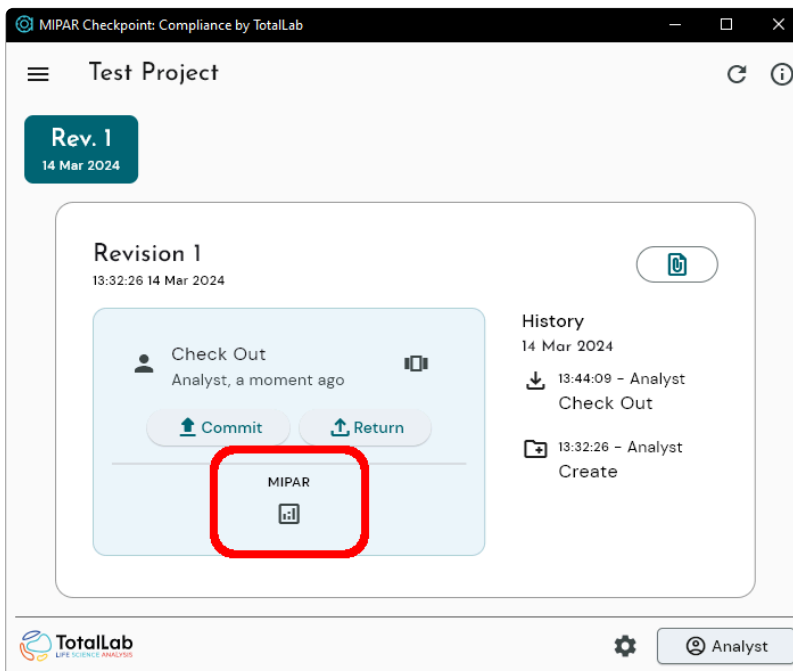 MIPAR Checkpoint: Compliance by TotalLab
Test Project
Rev. 1
14 Mar 2024
Revision 1
13:32:26 14 Mar 2024
Check Out
Analyst, a moment ago
Commit
Return
MIPAR
History
14 Mar 2024
13:44:09 - Analyst
Check Out
13:32:26 - Analyst
Create
TotalLab
LIFE SCIENCE ANALYSIS
Analyst